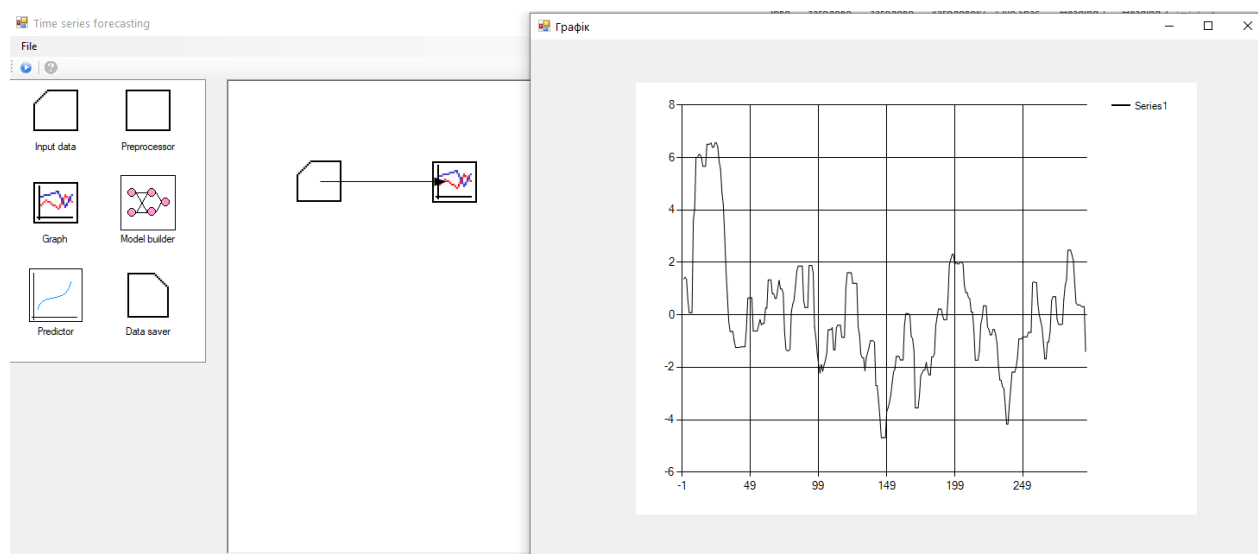 Time series forecasting
File
Input data
Preprocessor
Graph
Model builder
Predictor
Data saver
Графік
Series1
8
6
4
2
0
-2
-4
-6
-1 49 99 149 199 249